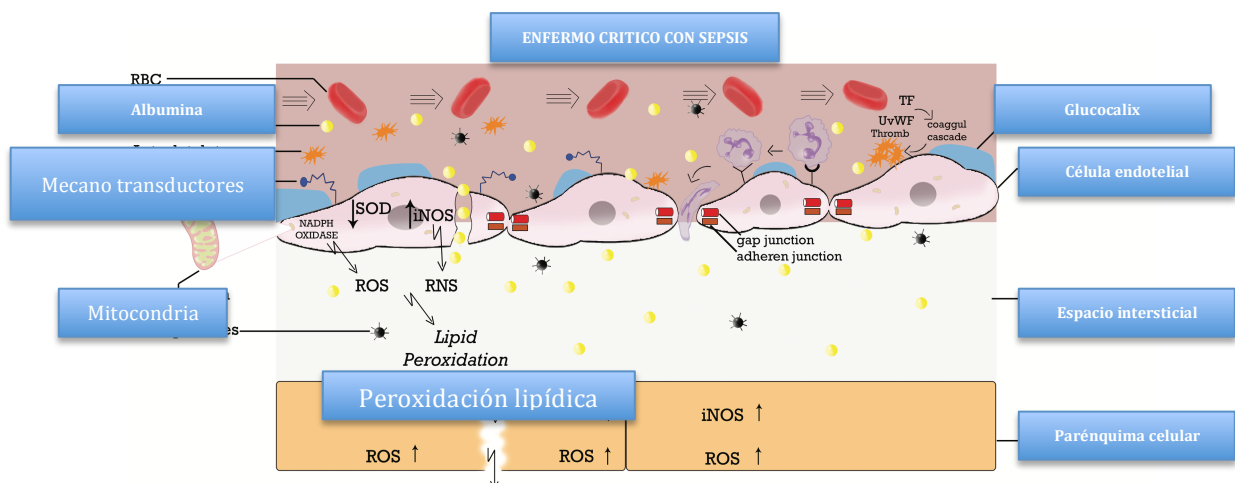 ENFERMO CRITICO CON SEPSIS
RBC
Albumina
Mecano transductores
Mitocondria
TF
UvWF
Thromb
coaggul
cascade
Glucocalix
Célula endotelial
SOD
iNOS
NADPH
OXIDASE
ROS
RNS
Lipid
Peroxidation
gap junction
adheren junction
Espacio intersticial
Peroxidación lipídica
iNOS
ROS
ROS
ROS
Parénquima celular